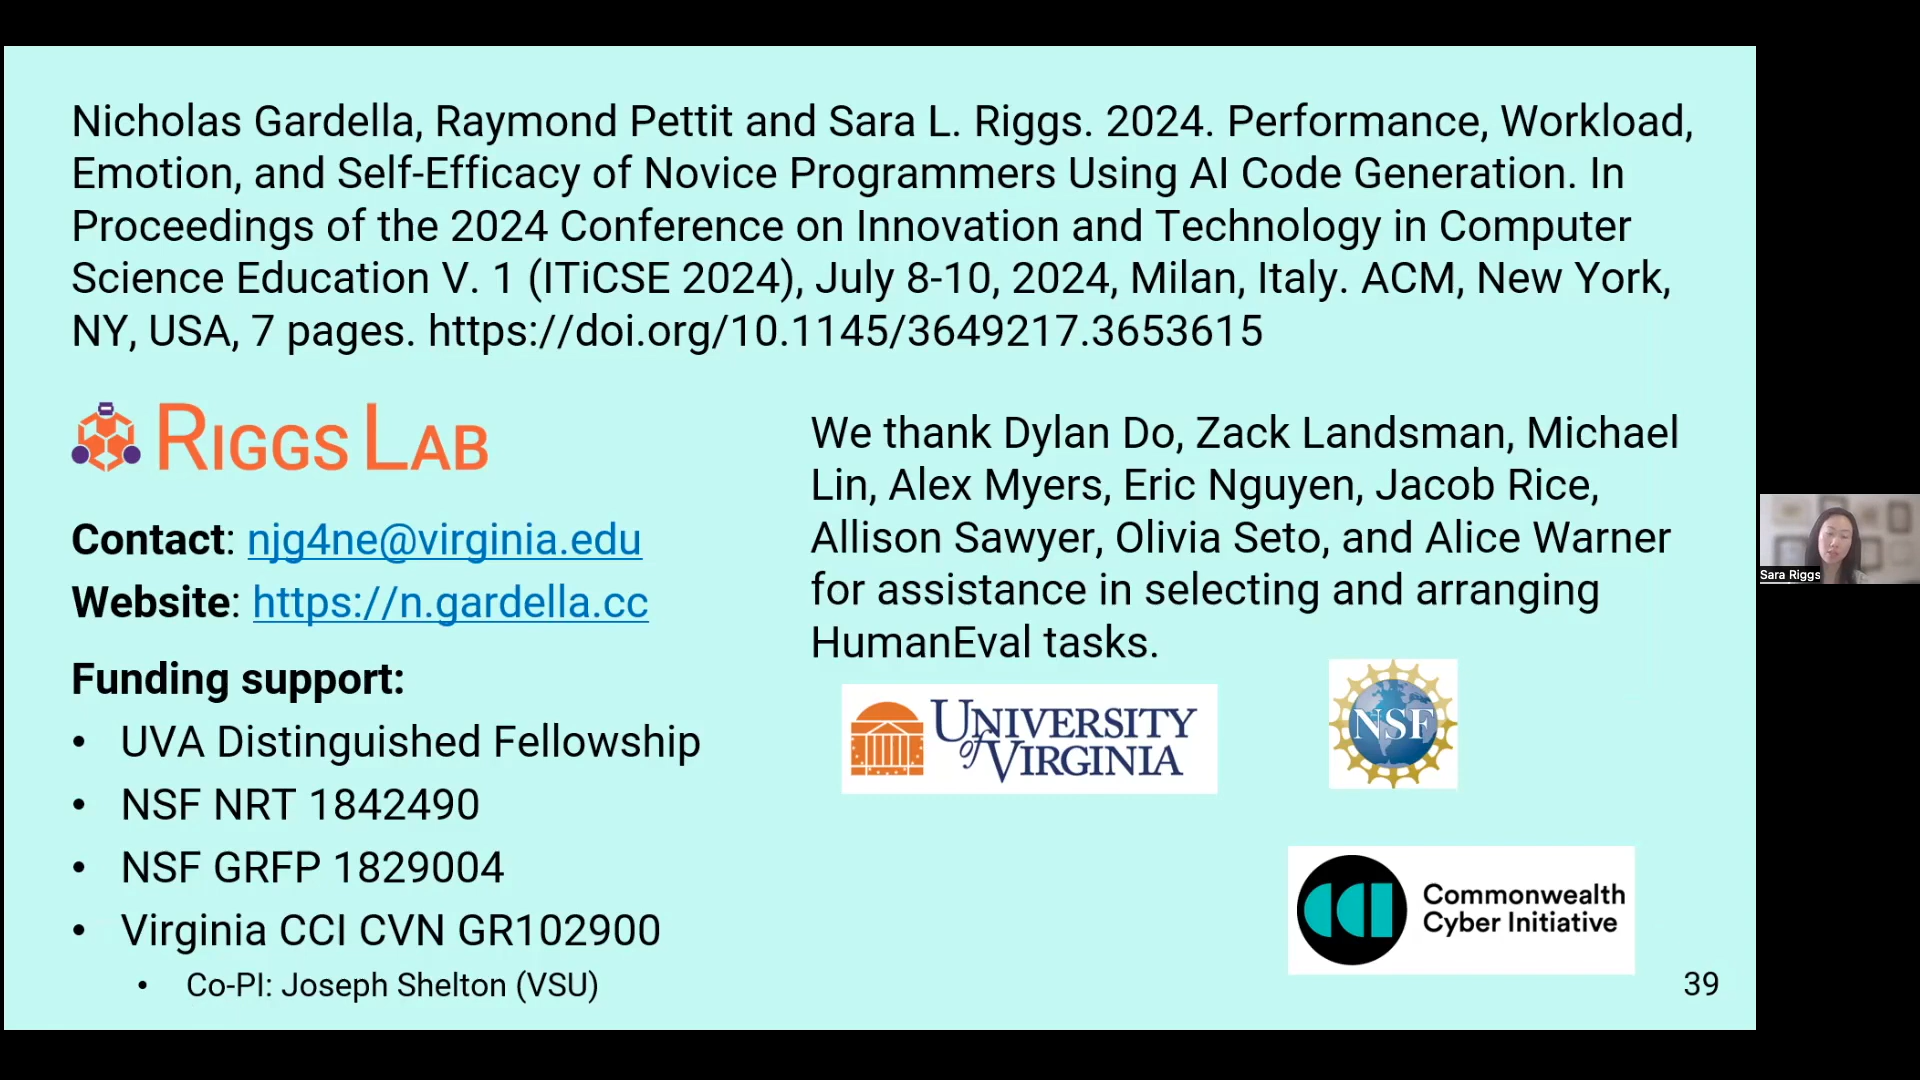 Nicholas Gardella, Raymond Pettit and Sara L. Riggs. 2024. Performance, Workload,
Emotion, and Self-Efficacy of Novice Programmers Using AI Code Generation. In
Proceedings of the 2024 Conference on Innovation and Technology in Computer
Science Education V. 1 (ITiCSE 2024), July 8-10, 2024, Milan, Italy. ACM, New York,
NY, USA, 7 pages. https://doi.org/10.1145/3649217.3653615
RIGGS LAB
Contact: njg4ne@virginia.edu
Website: https://n.gardella.cc
Funding support:
• UVA Distinguished Fellowship
• NSF NRT 1842490
• NSF GRFP 1829004
• Virginia CCI CVN GR102900
• Co-PI: Joseph Shelton (VSU)
We thank Dylan Do, Zack Landsman, Michael
Lin, Alex Myers, Eric Nguyen, Jacob Rice,
Allison Sawyer, Olivia Seto, and Alice Warner
for assistance in selecting and arranging
HumanEval tasks.
UNIVERSITY
of VIRGINIA
NSF
CCI
Commonwealth
Cyber Initiative
39
Sara Riggs